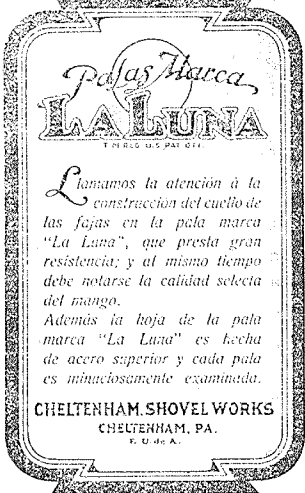 Palas Marca
LA LUNA
T.M. REG. U.S. PAT. OFF.
Llamamos la atención à la
construcción del cuello de
las fajas en la pala marca
"La Luna", que presta gran
resistencia; y al mismo tiempo
debe notarse la calidad selecta
del mango.
Además la hoja de la pala
marca "La Luna" es hecha
de acero superior y cada pala
es minuciosamente examinada.
CHELTENHAM SHOVEL WORKS
CHELTENHAM, PA.
E. U. de A.